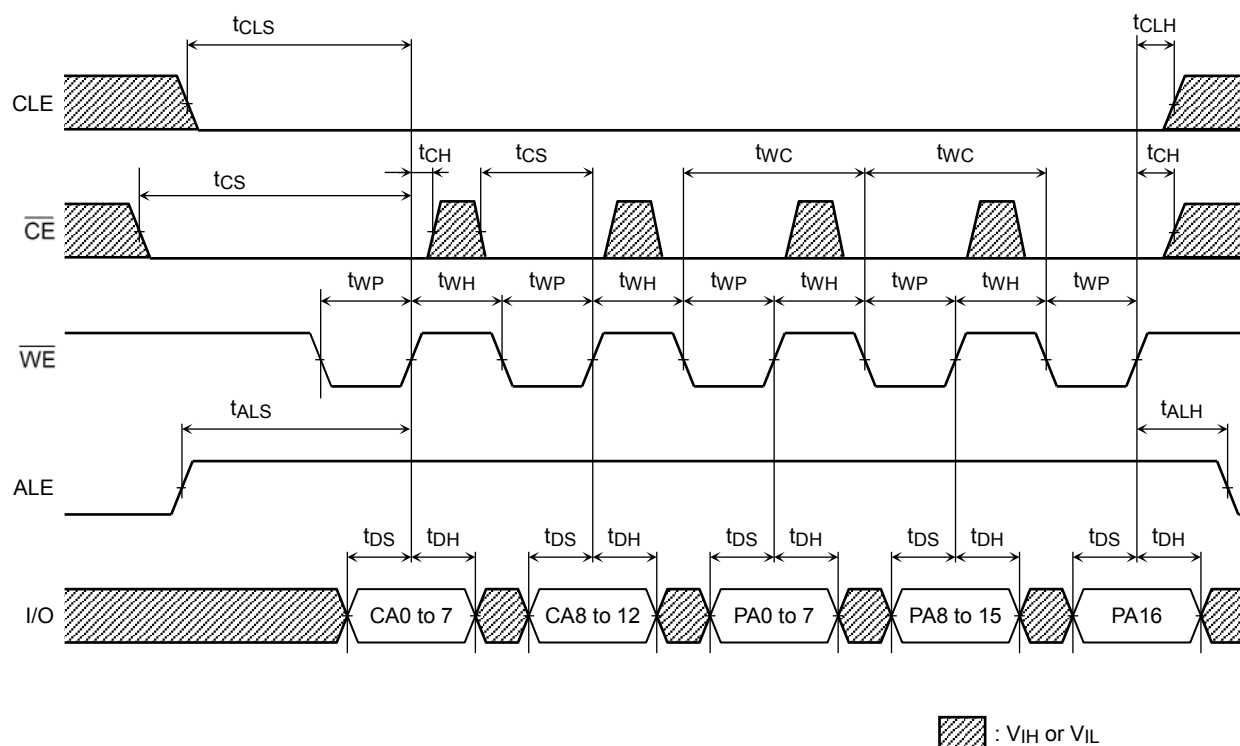 tCLS tCLH
CLE
tCH tCS tWC tWC tCH
tCS
CE
tWP tWH tWP tWH tWP tWH tWP tWH tWP
WE
tALS tALH
ALE
tDS tDH tDS tDH tDS tDH tDS tDH tDS tDH
I/O CA0 to 7 CA8 to 12 PA0 to 7 PA8 to 15 PA16
: VIH or VIL